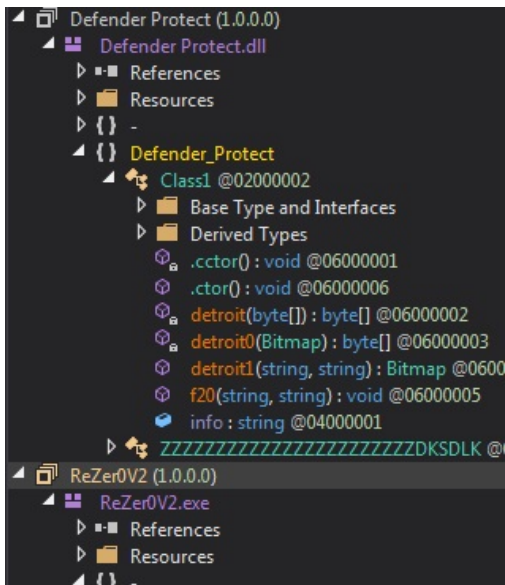 Defender Protect (1.0.0.0)
Defender Protect.dll
References
Resources
{ } -
{ } Defender_Protect
Class1 @02000002
Base Type and Interfaces
Derived Types
.cctor() : void @06000001
.ctor() : void @06000006
detroit(byte[]) : byte[] @06000002
detroit0(Bitmap) : byte[] @06000003
detroit1(string, string) : Bitmap @0600
f20(string, string) : void @06000005
info : string @04000001
ZZZZZZZZZZZZZZZZZZZZZZZZDKSDLK @0
ReZer0V2 (1.0.0.0)
ReZer0V2.exe
References
Resources
{ } -